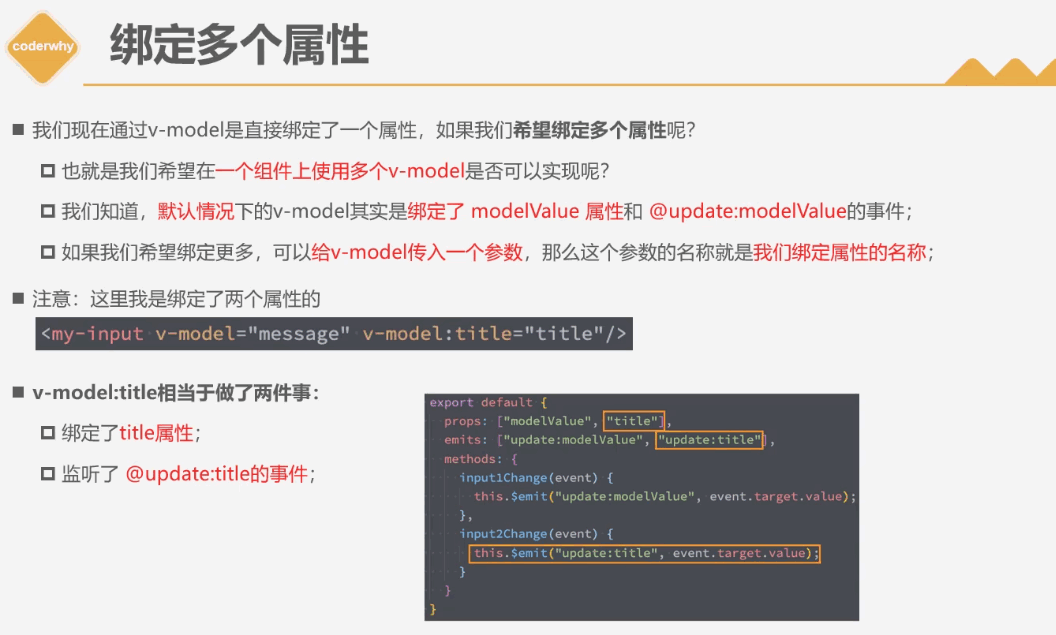 coderwhy
绑定多个属性
我们现在通过v-model是直接绑定了一个属性，如果我们希望绑定多个属性呢？
也就是我们希望在一个组件上使用多个v-model是否可以实现呢？
我们知道，默认情况下的v-model其实是绑定了 modelValue 属性和 @update:modelValue的事件；
如果我们希望绑定更多，可以给v-model传入一个参数，那么这个参数的名称就是我们绑定属性的名称；
注意：这里我是绑定了两个属性的
<my-input v-model="message" v-model:title="title"/>
v-model:title相当于做了两件事：
绑定了title属性；
监听了 @update:title的事件；
export default {
props: ["modelValue", "title"],
emits: ["update:modelValue", "update:title"],
methods: {
input1Change(event) {
this.$emit("update:modelValue", event.target.value);
},
input2Change(event) {
this.$emit("update:title", event.target.value);
}
}
}